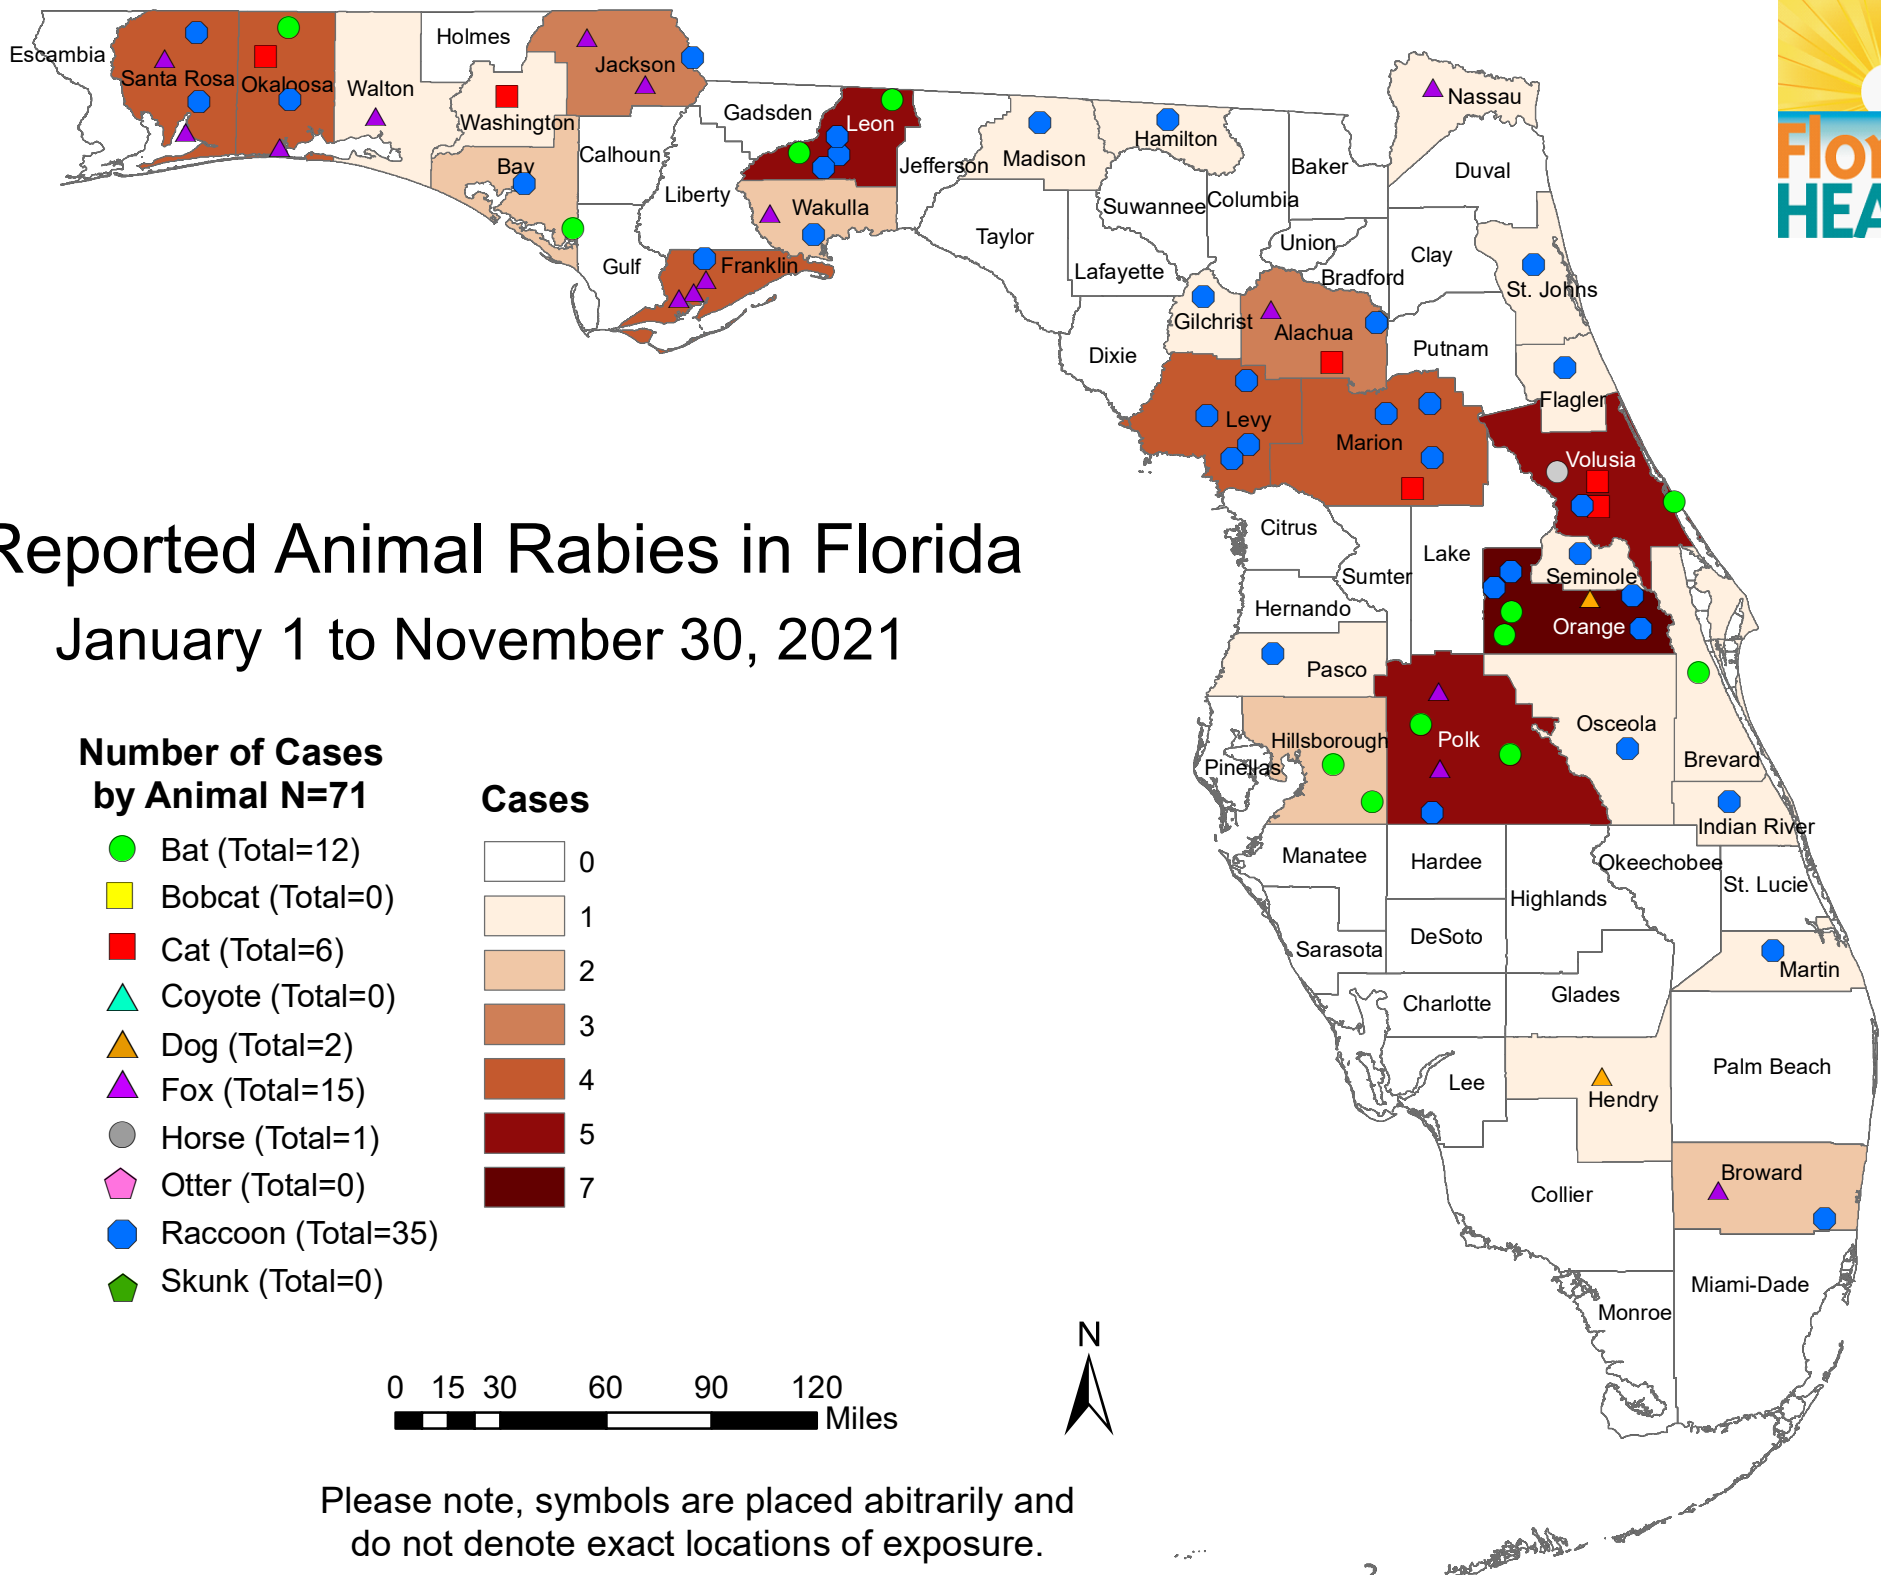 Escambia
Santa Rosa
Okaloosa
Walton
Holmes
Washington
Bay
Jackson
Calhoun
Gulf
Gadsden
Liberty
Leon
Wakulla
Franklin
Jefferson
Madison
Taylor
Hamilton
Suwannee
Lafayette
Dixie
Columbia
Gilchrist
Baker
Union
Bradford
Alachua
Levy
Marion
Nassau
Duval
Clay
Putnam
St. Johns
Flagler
Volusia
Citrus
Sumter
Lake
Seminole
Orange
Hernando
Pasco
Pinellas
Hillsborough
Polk
Osceola
Brevard
Indian River
Manatee
Hardee
Highlands
Okeechobee
St. Lucie
Sarasota
DeSoto
Charlotte
Glades
Martin
Lee
Hendry
Palm Beach
Collier
Broward
Monroe
Miami-Dade
Reported Animal Rabies in Florida
January 1 to November 30, 2021
Number of Cases
by Animal N=71
Bat (Total=12)
Bobcat (Total=0)
Cat (Total=6)
Coyote (Total=0)
Dog (Total=2)
Fox (Total=15)
Horse (Total=1)
Otter (Total=0)
Raccoon (Total=35)
Skunk (Total=0)
Cases
0
1
2
3
4
5
7
0 15 30 60 90 120
Miles
N
Please note, symbols are placed abitrarily and
do not denote exact locations of exposure.